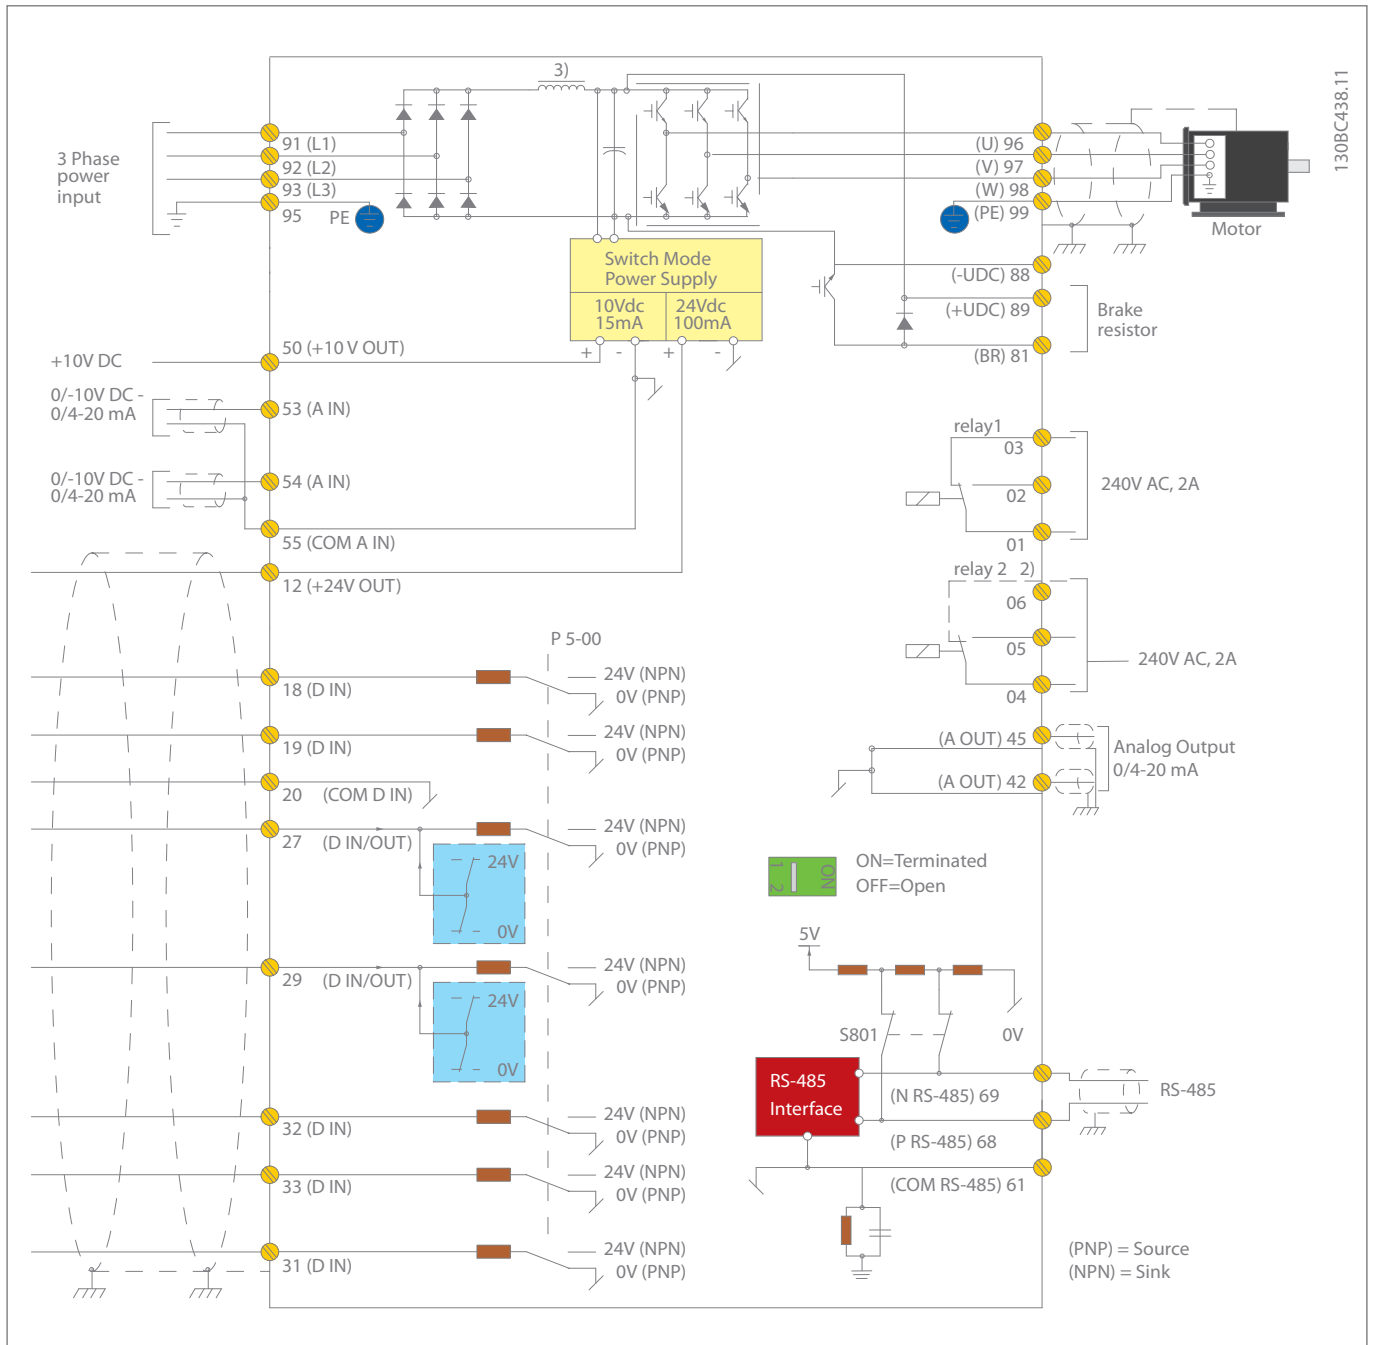 130BC438.11
3)
3 Phase
power
input
91 (L1)
92 (L2)
93 (L3)
95
PE
(U) 96
(V) 97
(W) 98
(PE) 99
Motor
Switch Mode
Power Supply
10Vdc
15mA
24Vdc
100mA
+ - + -
(-UDC) 88
(+UDC) 89
(BR) 81
Brake
resistor
+10V DC
50 (+10 V OUT)
0/-10V DC -
0/4-20 mA
53 (A IN)
0/-10V DC -
0/4-20 mA
54 (A IN)
55 (COM A IN)
12 (+24V OUT)
relay1
03
02
01
240V AC, 2A
relay 2 2)
06
05
04
240V AC, 2A
P 5-00
18 (D IN)
24V (NPN)
0V (PNP)
19 (D IN)
24V (NPN)
0V (PNP)
20 (COM D IN)
27 (D IN/OUT)
24V (NPN)
0V (PNP)
24V
0V
29 (D IN/OUT)
24V (NPN)
0V (PNP)
24V
0V
32 (D IN)
24V (NPN)
0V (PNP)
33 (D IN)
24V (NPN)
0V (PNP)
31 (D IN)
24V (NPN)
0V (PNP)
(A OUT) 45
(A OUT) 42
Analog Output
0/4-20 mA
1 2
ON
ON=Terminated
OFF=Open
5V
S801
0V
RS-485
Interface
(N RS-485) 69
(P RS-485) 68
(COM RS-485) 61
RS-485
(PNP) = Source
(NPN) = Sink